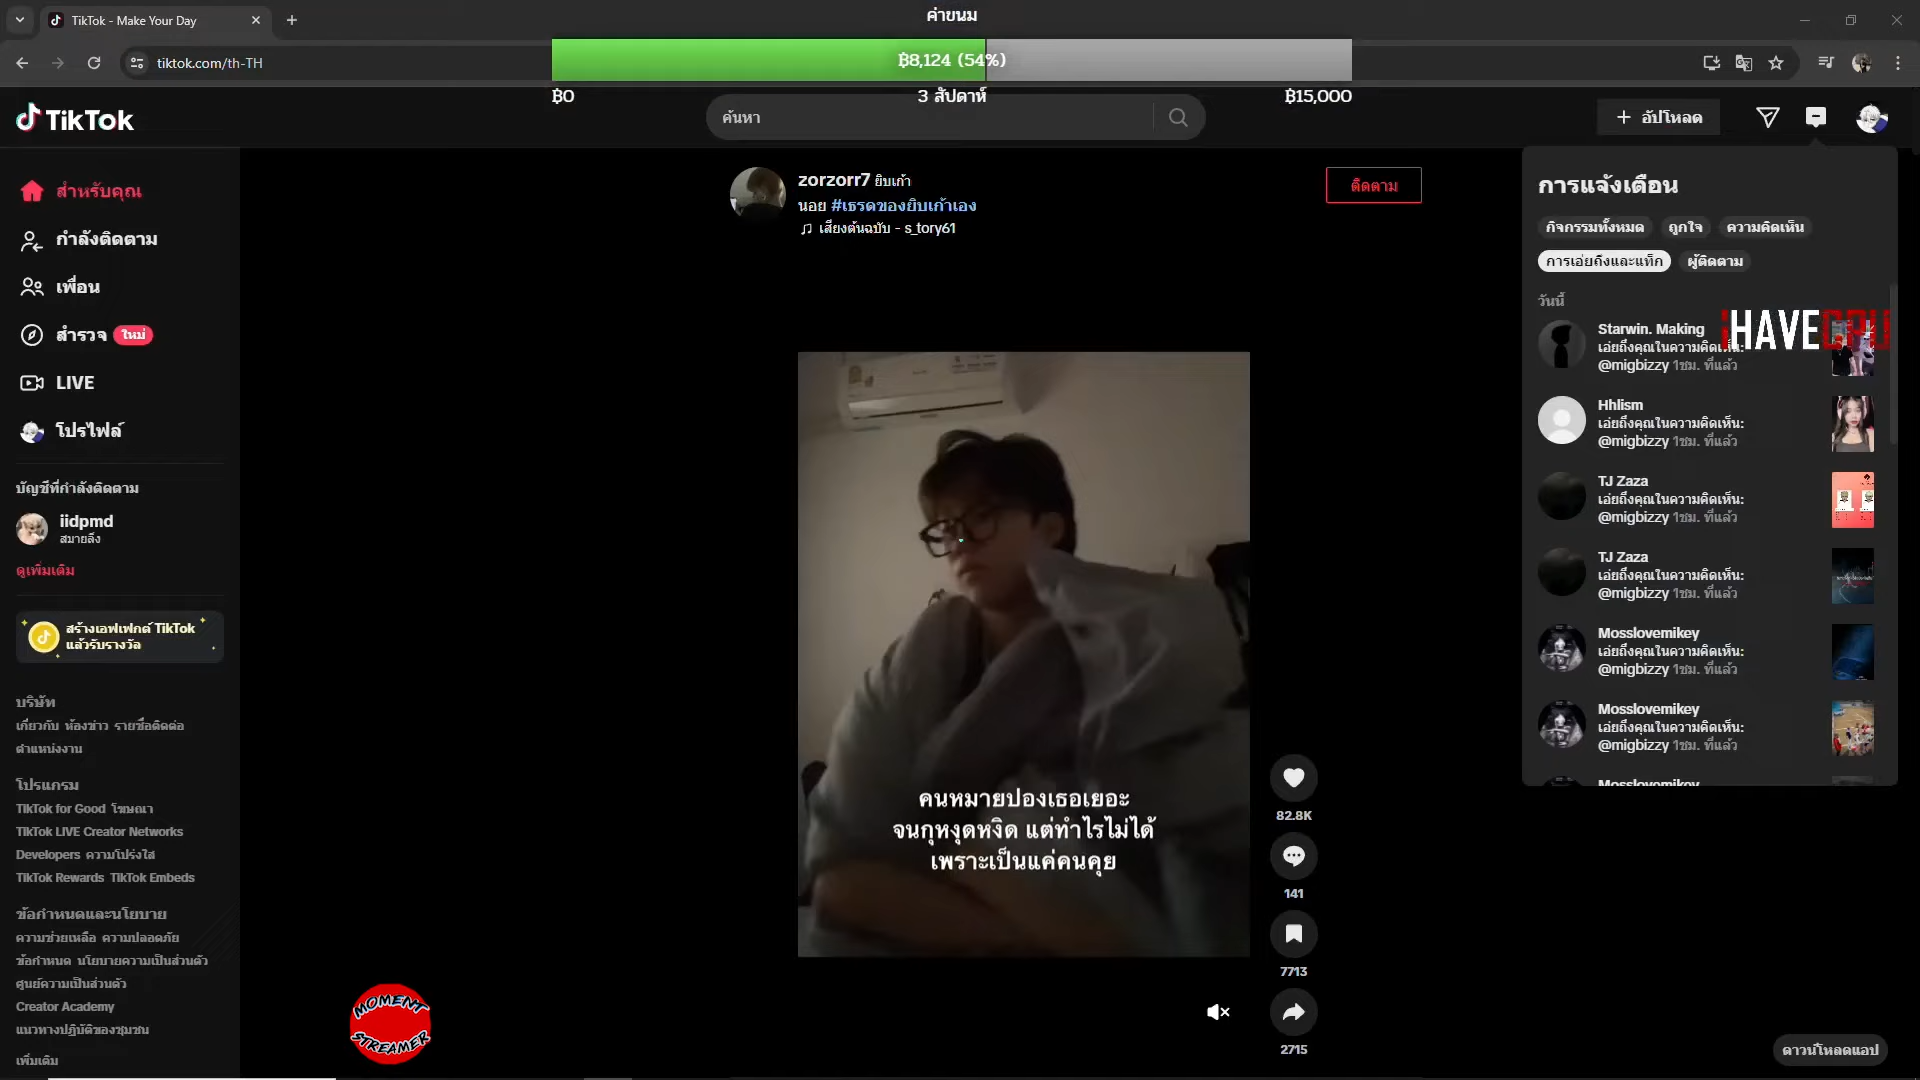 TikTok - Make Your Day
ค่าขนม
tiktok.com/th-TH
฿8,124 (54%)
฿0
3 สัปดาห์
฿15,000
TikTok
ค้นหา
อัปโหลด
สำหรับคุณ
กำลังติดตาม
เพื่อน
สำรวจ ใหม่
LIVE
โปรไฟล์
บัญชีที่กำลังติดตาม
iidpmd
สมายลิ้ง
ดูเพิ่มเติม
สร้างเอฟเฟกต์ TikTok
แล้วรับรางวัล
บริษัท
เกี่ยวกับ ห้องข่าว รายชื่อติดต่อ
ตำแหน่งงาน
โปรแกรม
TikTok for Good โฆษณา
TikTok LIVE Creator Networks
Developers ความโปร่งใส
TikTok Rewards TikTok Embeds
ข้อกำหนดและนโยบาย
ความช่วยเหลือ ความปลอดภัย
ข้อกำหนด นโยบายความเป็นส่วนตัว
ศูนย์ความเป็นส่วนตัว
Creator Academy
แนวทางปฏิบัติของชุมชน
เพิ่มเติม
zorzorr7 ยิบเก้า
นอย #เธรดของยิบเก้าเอง
เสียงต้นฉบับ - s_tory61
ติดตาม
คนหมายปองเธอเยอะ
จนกูหงุดหงิด แต่ทำไรไม่ได้
เพราะเป็นแค่คนคุย
82.8K
141
7713
2715
MOMENT
STREAMER
การแจ้งเตือน
กิจกรรมทั้งหมด ถูกใจ ความคิดเห็น
การเอ่ยถึงและแท็ก ผู้ติดตาม
วันนี้
iHAVECPU
Starwin. Making
เอ่ยถึงคุณในความคิดเห็น:
@migbizzy 1ชม. ที่แล้ว
Hhlism
เอ่ยถึงคุณในความคิดเห็น:
@migbizzy 1ชม. ที่แล้ว
TJ Zaza
เอ่ยถึงคุณในความคิดเห็น:
@migbizzy 1ชม. ที่แล้ว
TJ Zaza
เอ่ยถึงคุณในความคิดเห็น:
@migbizzy 1ชม. ที่แล้ว
Mosslovemikey
เอ่ยถึงคุณในความคิดเห็น:
@migbizzy 1ชม. ที่แล้ว
Mosslovemikey
เอ่ยถึงคุณในความคิดเห็น:
@migbizzy 1ชม. ที่แล้ว
Mosslovemikey
ดาวน์โหลดแอป